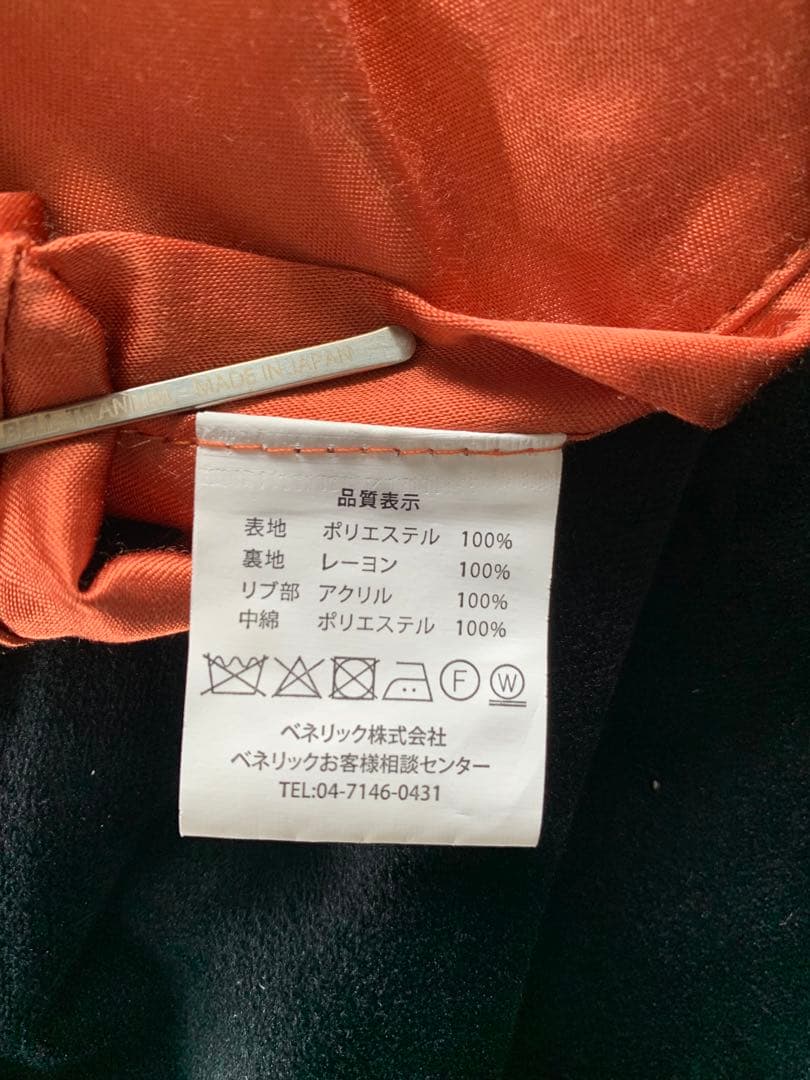 TITANIUM - MADE IN JAPAN
品質表示
表地 ポリエステル 100%
裏地 レーヨン 100%
リブ部 アクリル 100%
中綿 ポリエステル 100%
F W
ベネリック株式会社
ベネリックお客様相談センター
TEL:04-7146-0431